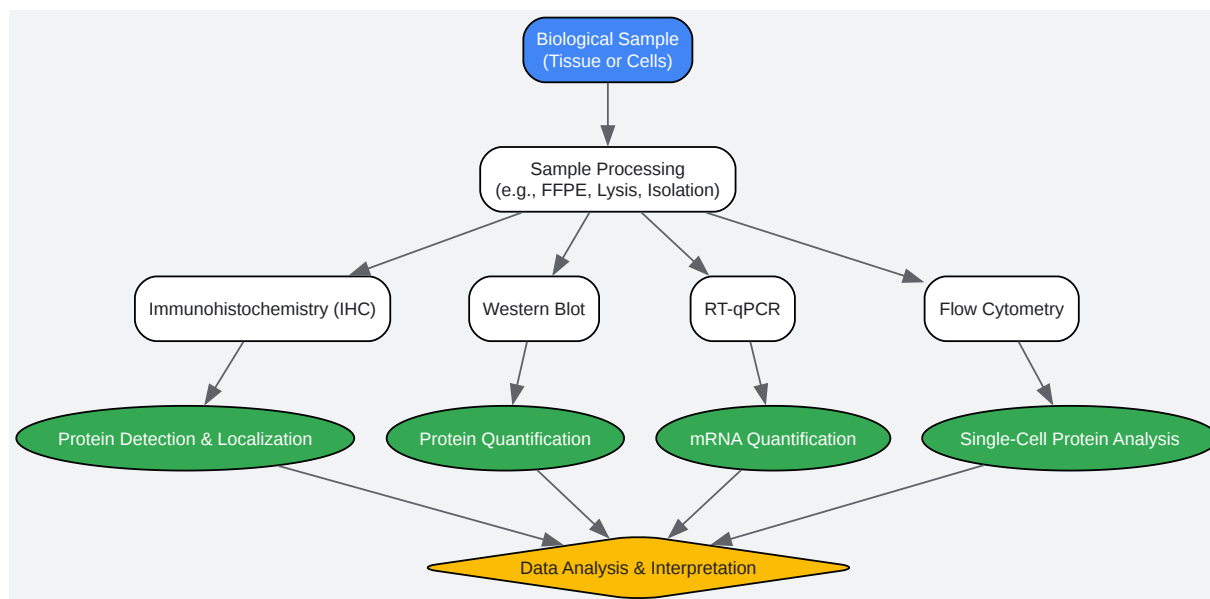 Biological Sample
(Tissue or Cells)
Sample Processing
(e.g., FFPE, Lysis, Isolation)
Immunohistochemistry (IHC)
Western Blot
RT-qPCR
Flow Cytometry
Protein Detection & Localization
Protein Quantification
mRNA Quantification
Single-Cell Protein Analysis
Data Analysis & Interpretation